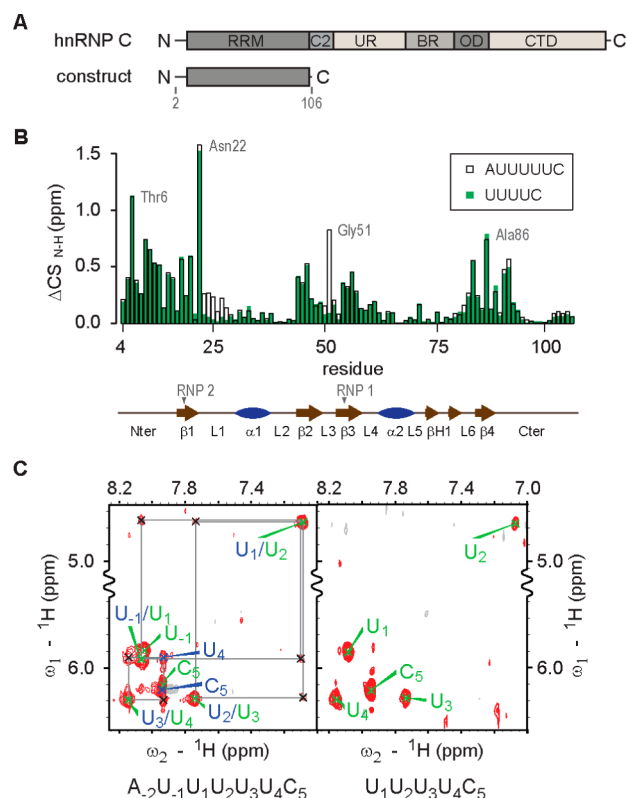 A
hnRNP C N RRM C2 UR BR OD CTD C
construct N C
2 106
B
ΔCS N-H (ppm)
1.5
1.0
0.5
0.0
Thr6
Asn22
Gly51
Ala86
AUUUUUC
UUUUC
4 25 50 75 100
residue
RNP 2 RNP 1
Nter β1 L1 α1 L2 β2 L3 β3 L4 α2 L5 βH1 L6 β4 Cter
C
8.2 7.8 7.4 8.2 7.8 7.4 7.0
5.0 5.0
U₁/U₂ U₂
U₋₁/U₁
U₋₁ U₁
U₄
6.0 6.0
C₅
C₅ C₅
U₃/U₄ U₂/U₃ U₄ U₃
ω₁ - ¹H (ppm) ω₁ - ¹H (ppm)
ω₂ - ¹H (ppm) ω₂ - ¹H (ppm)
A₋₂U₋₁U₁U₂U₃U₄C₅ U₁U₂U₃U₄C₅